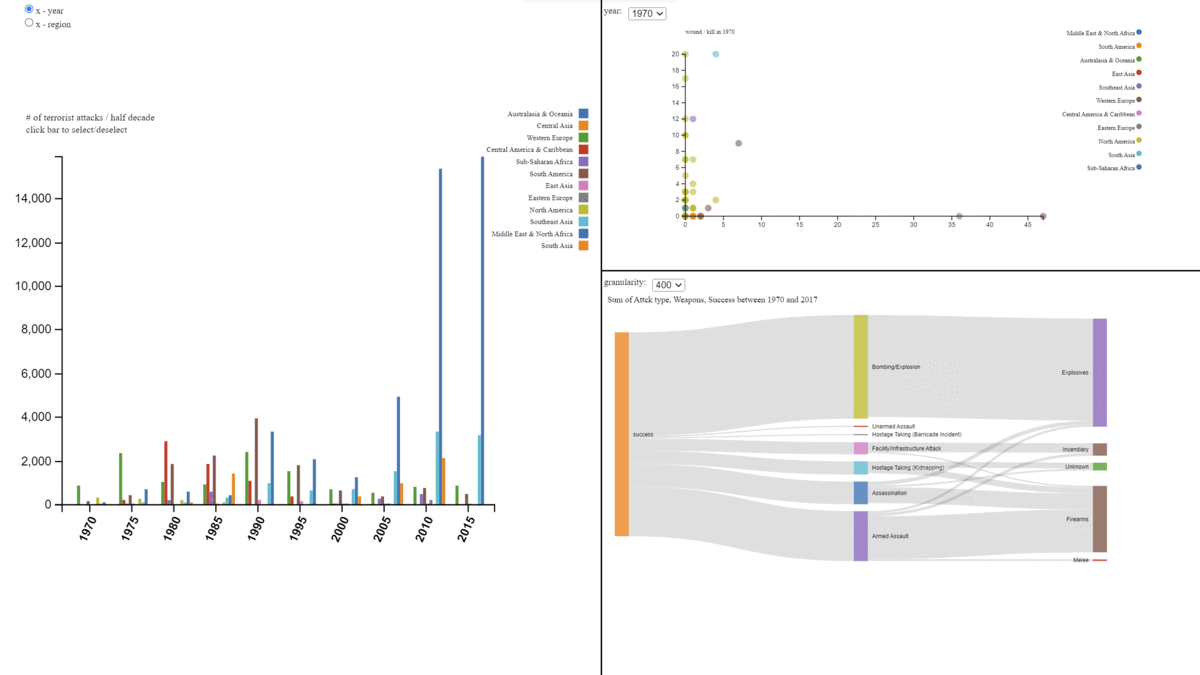 x - year
x - region
# of terrorist attacks / half decade
click bar to select/deselect
Australasia & Oceania
Central Asia
Western Europe
Central America & Caribbean
Sub-Saharan Africa
South America
East Asia
Eastern Europe
North America
Southeast Asia
Middle East & North Africa
South Asia
14,000
12,000
10,000
8,000
6,000
4,000
2,000
0
1970
1975
1980
1985
1990
1995
2000
2005
2010
2015
year: 1970
wound / kill in 1970
Middle East & North Africa
South America
Australasia & Oceania
East Asia
Southeast Asia
Western Europe
Central America & Caribbean
Eastern Europe
North America
South Asia
Sub-Saharan Africa
20
18
16
14
12
10
8
6
4
2
0
0 5 10 15 20 25 30 35 40 45
granularity: 400
Sum of Attck type, Weapons, Success between 1970 and 2017
success
Bombing/Explosion
Unarmed Assault
Hostage Taking (Barricade Incident)
Facility/Infrastructure Attack
Hostage Taking (Kidnapping)
Assassination
Armed Assault
Explosives
Incendiary
Unknown
Firearms
Melee